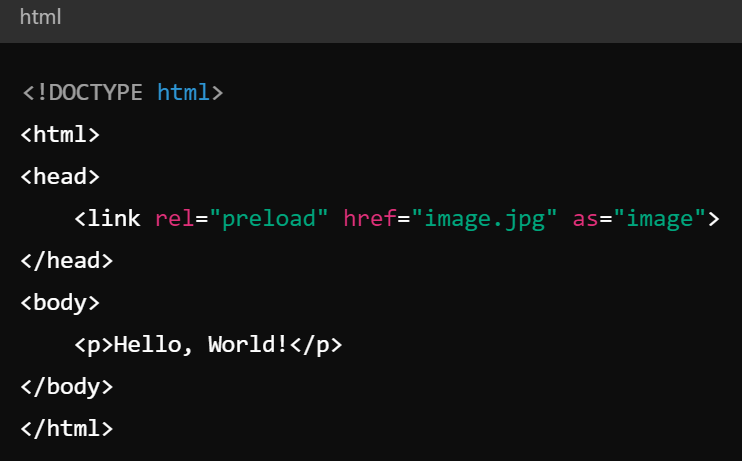 html
<!DOCTYPE html>
<html>
<head>
    <link rel="preload" href="image.jpg" as="image">
</head>
<body>
    <p>Hello, World!</p>
</body>
</html>